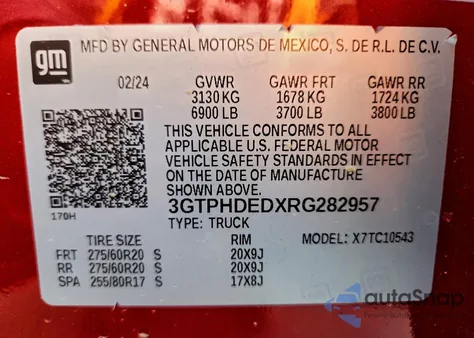 gm
MFD BY GENERAL MOTORS DE MEXICO, S. DE R.L. DE C.V.
02/24 GVWR GAWR FRT GAWR RR
3130 KG 1678 KG 1724 KG
6900 LB 3700 LB 3800 LB
THIS VEHICLE CONFORMS TO ALL
APPLICABLE U.S. FEDERAL MOTOR
VEHICLE SAFETY STANDARDS IN EFFECT
ON THE DATE OF MANUFACTURE
SHOWN ABOVE.
170H
3GTPHDEDXRG282957
TYPE: TRUCK
TIRE SIZE RIM MODEL: X7TC10543
FRT 275/60R20 S 20X9J
RR 275/60R20 S 20X9J
SPA 255/80R17 S 17X8J
autoSnap